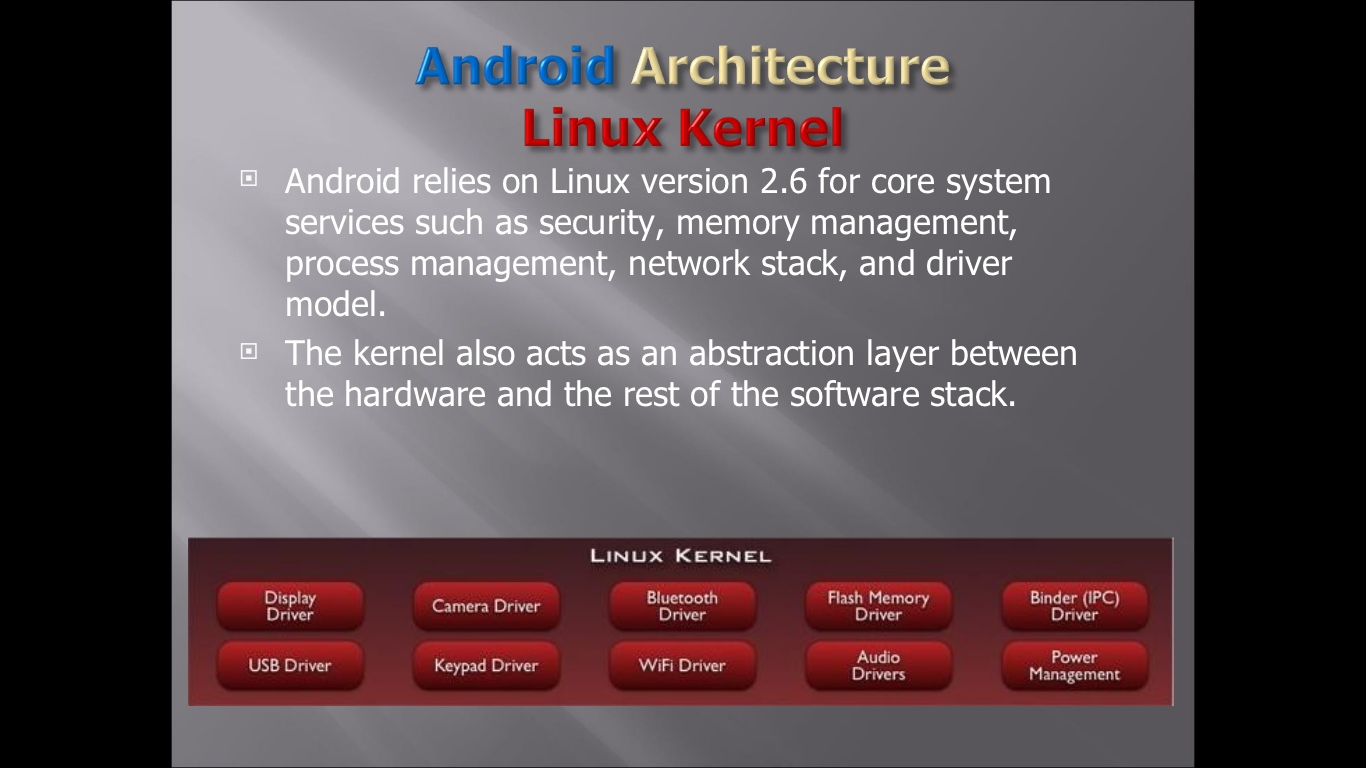 Android Architecture
Linux Kernel
Android relies on Linux version 2.6 for core system
services such as security, memory management,
process management, network stack, and driver
model.
The kernel also acts as an abstraction layer between
the hardware and the rest of the software stack.
LINUX KERNEL
Display
Driver
Camera Driver
Bluetooth
Driver
Flash Memory
Driver
Binder (IPC)
Driver
USB Driver
Keypad Driver
WiFi Driver
Audio
Drivers
Power
Management